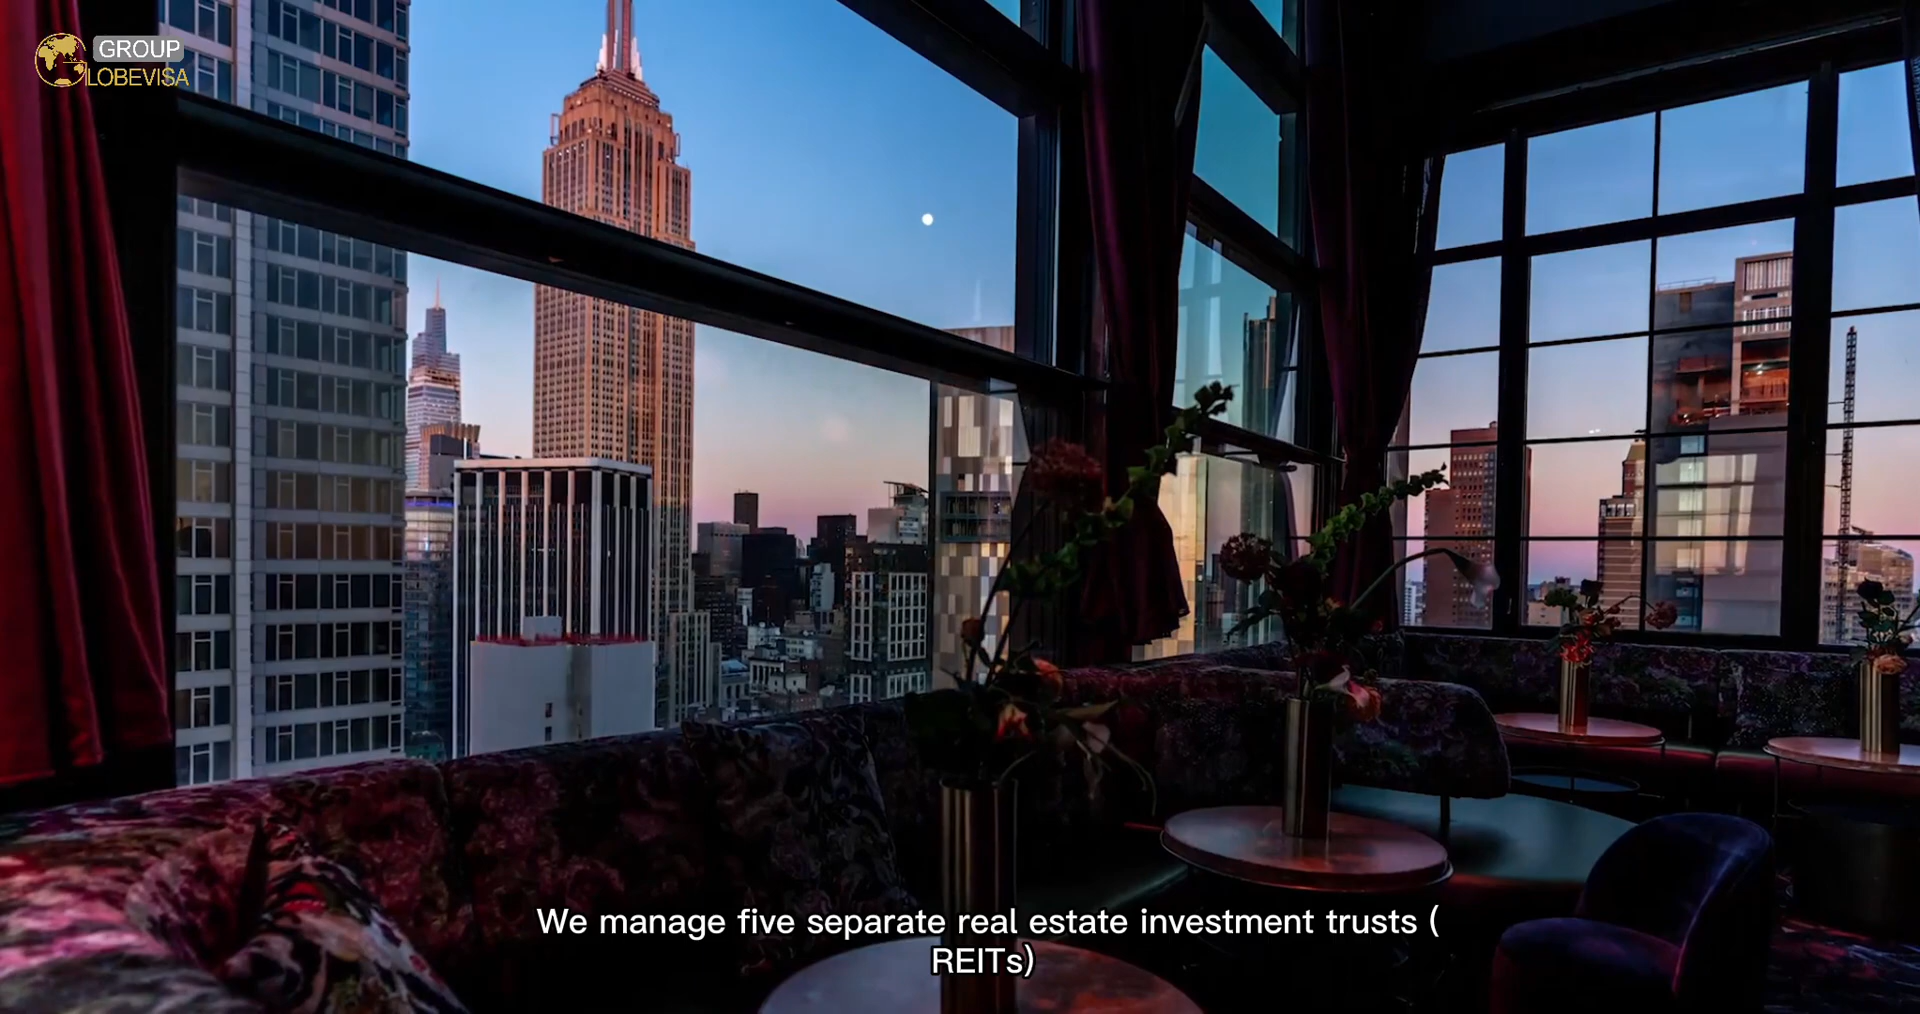 GROUP
LOBEVISA
We manage five separate real estate investment trusts (
REITs)